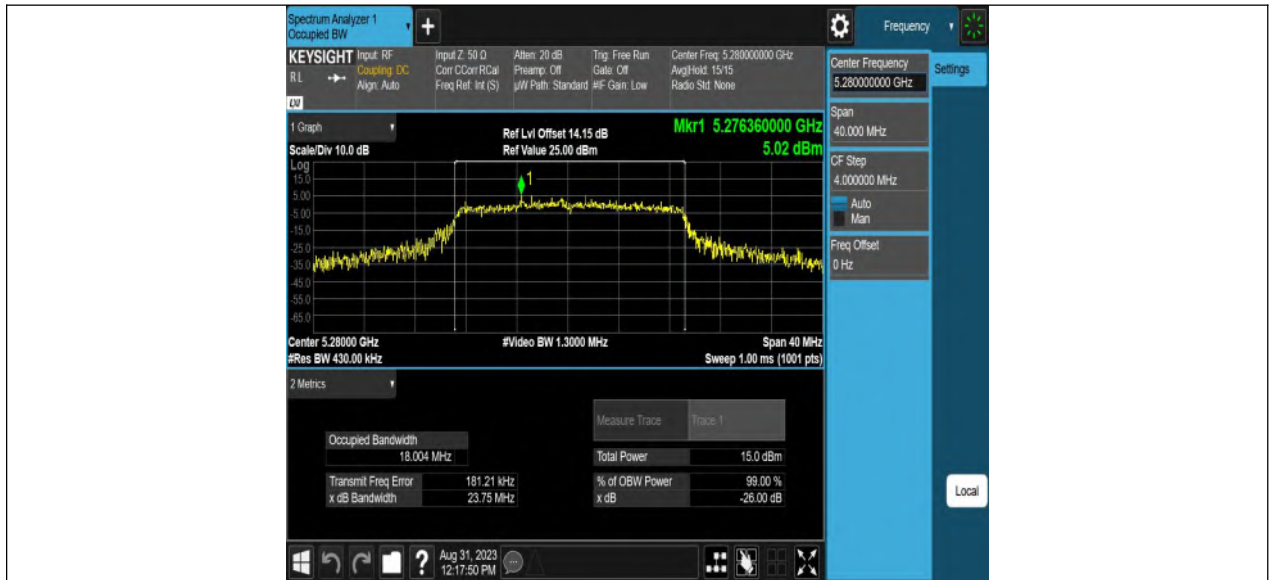 Spectrum Analyzer 1
Occupied BW
+
Frequency
KEYSIGHT
R L
LXI
Input: RF
Coupling: DC
Align: Auto
Input Z: 50 Ω
Corr CCorr RCal
Freq Ref: Int (S)
Atten: 20 dB
Preamp: Off
µW Path: Standard
Trig: Free Run
Gate: Off
#IF Gain: Low
Center Freq: 5.280000000 GHz
Avg|Hold: 15/15
Radio Std: None
Center Frequency
5.280000000 GHz
Settings
Span
40.000 MHz
CF Step
4.000000 MHz
Auto
Man
Freq Offset
0 Hz
1 Graph
Scale/Div 10.0 dB
Ref Lvl Offset 14.15 dB
Ref Value 25.00 dBm
Mkr1 5.276360000 GHz
5.02 dBm
Log
15.0
5.00
-5.00
-15.0
-25.0
-35.0
-45.0
-55.0
-65.0
1
Center 5.28000 GHz
#Res BW 430.00 kHz
#Video BW 1.3000 MHz
Span 40 MHz
Sweep 1.00 ms (1001 pts)
2 Metrics
Measure Trace Trace 1
Occupied Bandwidth
18.004 MHz
Total Power 15.0 dBm
Transmit Freq Error 181.21 kHz
% of OBW Power 99.00 %
x dB Bandwidth 23.75 MHz
x dB -26.00 dB
Local
?
Aug 31, 2023
12:17:50 PM